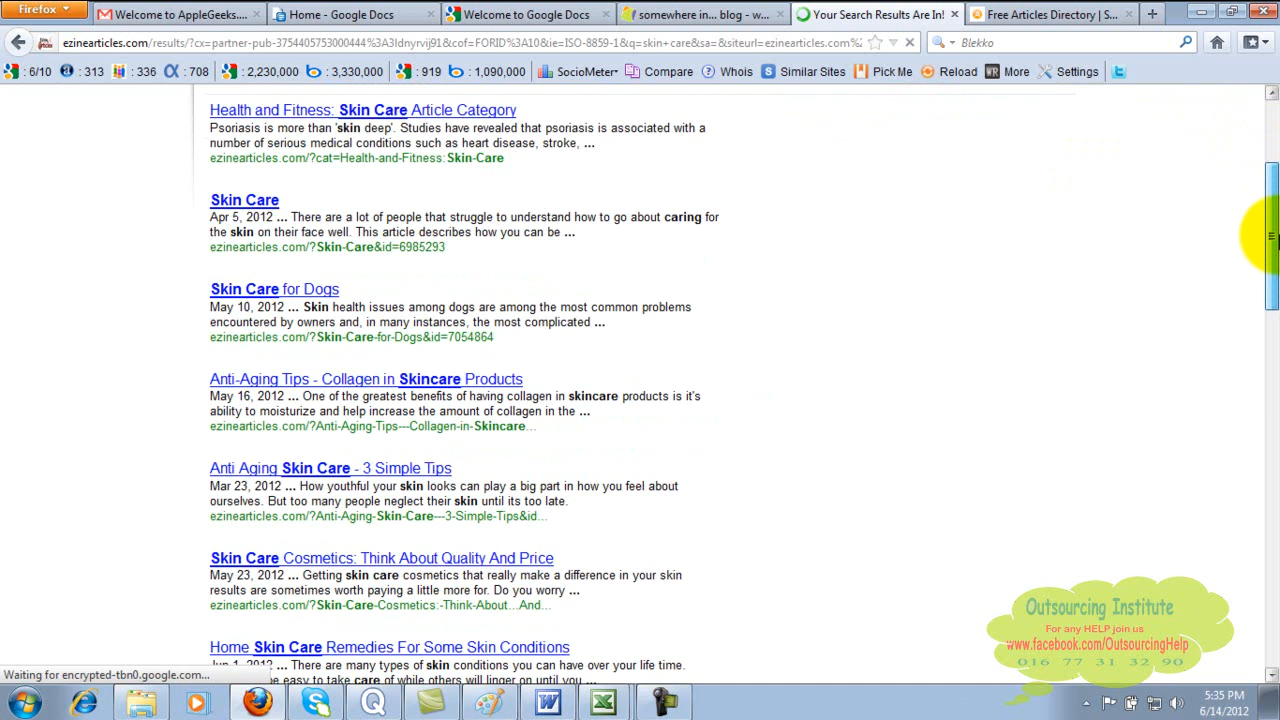 Firefox
Welcome to AppleGeeks....
Home - Google Docs
Welcome to Google Docs
somewhere in... blog - w...
Your Search Results Are In!
Free Articles Directory | S...
ezinearticles.com/results/?cx=partner-pub-3754405753000444%3A3ldnyrvij91&cof=FORID%3A10&ie=ISO-8859-1&q=skin+care&sa=&siteurl=ezinearticles.com%2
Blekko
: 6/10 : 313 : 336 : 708 : 2,230,000 : 3,330,000 : 919 : 1,090,000 SocioMeter Compare Whois Similar Sites Pick Me Reload More Settings
Health and Fitness: Skin Care Article Category
Psoriasis is more than 'skin deep'. Studies have revealed that psoriasis is associated with a
number of serious medical conditions such as heart disease, stroke, ...
ezinearticles.com/?cat=Health-and-Fitness:Skin-Care
Skin Care
Apr 5, 2012 ... There are a lot of people that struggle to understand how to go about caring for
the skin on their face well. This article describes how you can be ...
ezinearticles.com/?Skin-Care&id=6985293
Skin Care for Dogs
May 10, 2012 ... Skin health issues among dogs are among the most common problems
encountered by owners and, in many instances, the most complicated ...
ezinearticles.com/?Skin-Care-for-Dogs&id=7054864
Anti-Aging Tips - Collagen in Skincare Products
May 16, 2012 ... One of the greatest benefits of having collagen in skincare products is it's
ability to moisturize and help increase the amount of collagen in the ...
ezinearticles.com/?Anti-Aging-Tips---Collagen-in-Skincare...
Anti Aging Skin Care - 3 Simple Tips
Mar 23, 2012 ... How youthful your skin looks can play a big part in how you feel about
ourselves. But too many people neglect their skin until its too late.
ezinearticles.com/?Anti-Aging-Skin-Care---3-Simple-Tips&id...
Skin Care Cosmetics: Think About Quality And Price
May 23, 2012 ... Getting skin care cosmetics that really make a difference in your skin
results are sometimes worth paying a little more for. Do you worry ...
ezinearticles.com/?Skin-Care-Cosmetics:-Think-About...And...
Home Skin Care Remedies For Some Skin Conditions
Jun 1, 2012 ... There are many types of skin conditions you can have over your life time.
be easy to take care of while others will linger on until you ...
Outsourcing Institute
For any HELP join us
www.facebook.com/OutsourcingHelp
016 77 31 32 90
Waiting for encrypted-tbn0.google.com...
5:35 PM
6/14/2012